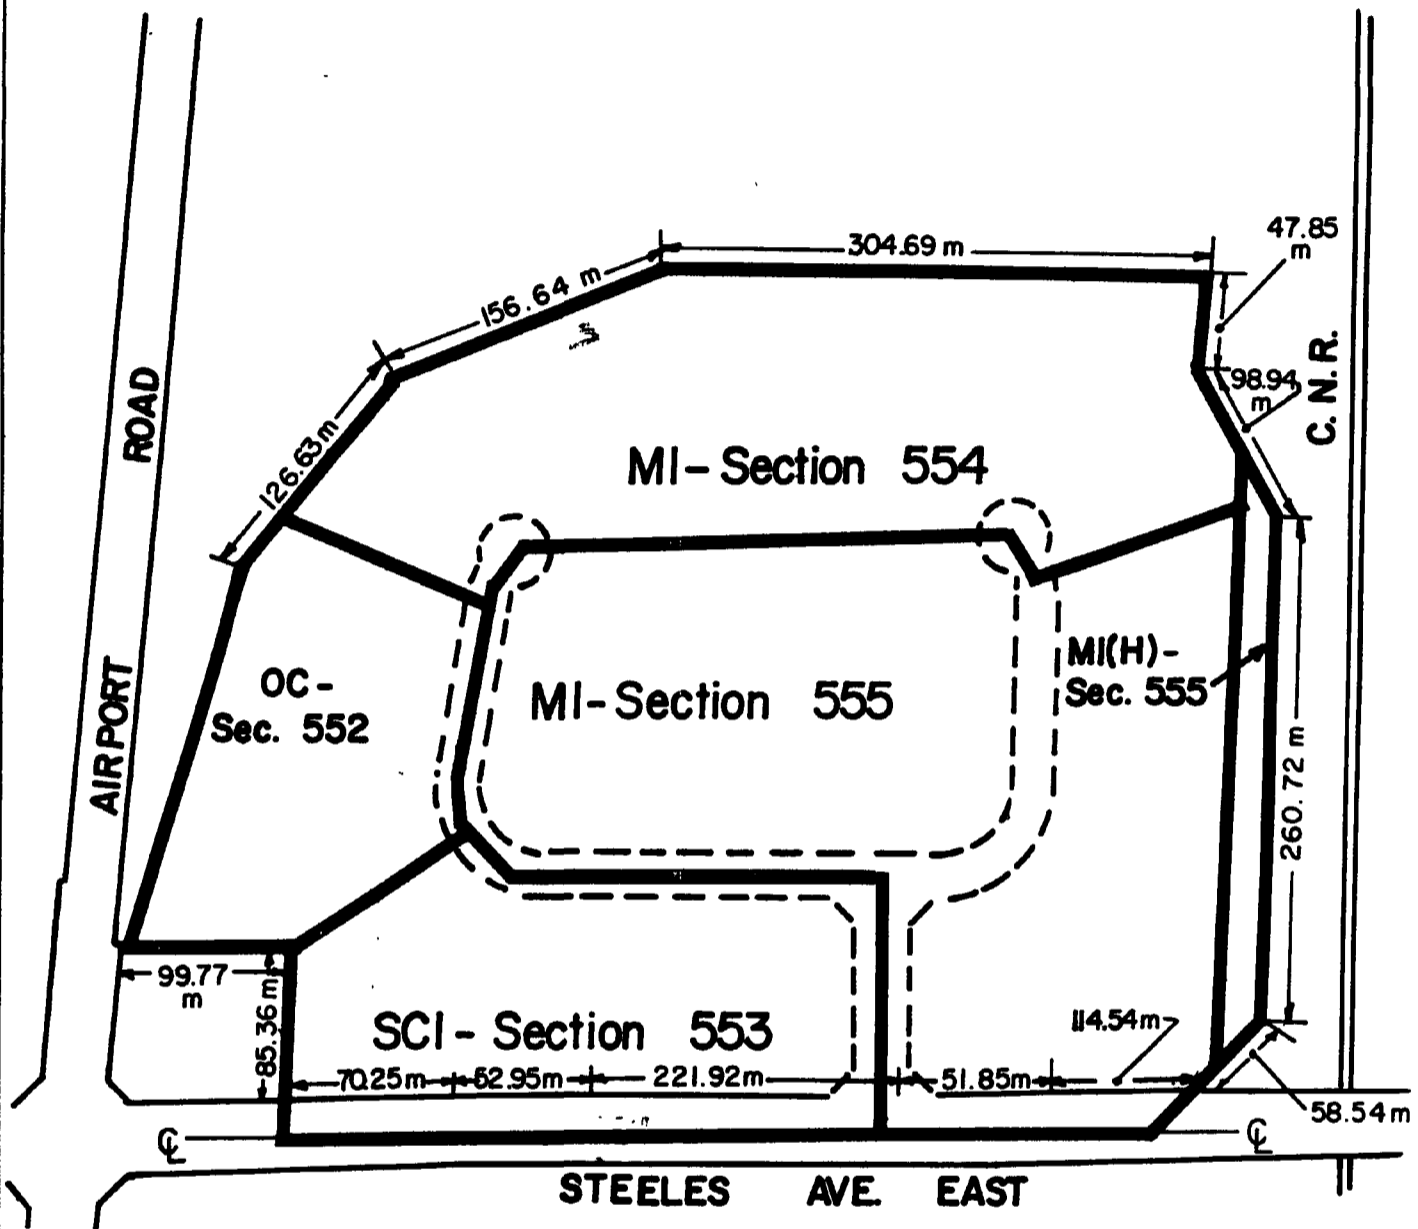 304.69 m
47.85
m
156.64 m
98.94
m
C. N. R.
126.63m
ROAD
MI-Section 554
MI(H)-
Sec. 555
OC-
Sec. 552
MI-Section 555
AIRPORT
260.72 m
99.77
m
85.36m
SCI-Section 553
114.54m
70.25m
52.95m
221.92m
51.85m
58.54m
℄
℄
STEELES AVE. EAST